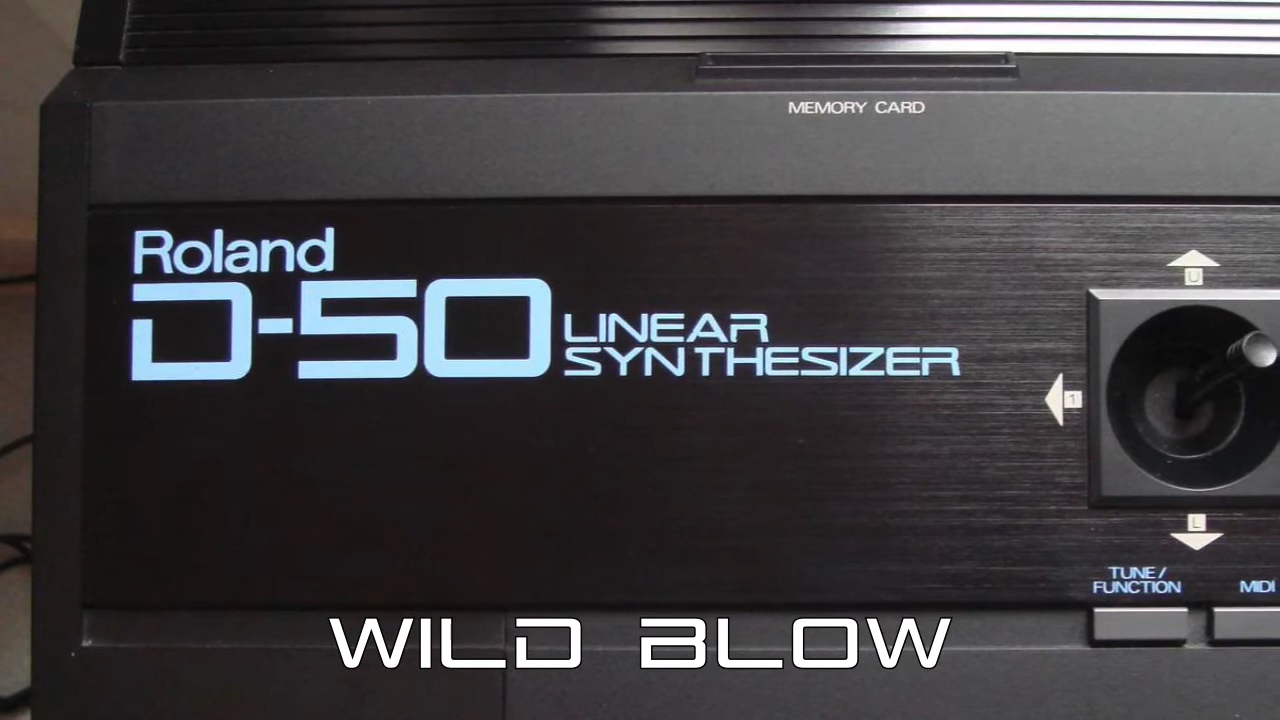 MEMORY CARD
Roland
D-50 LINEAR
SYNTHESIZER
U
1
L
TUNE/
FUNCTION
MIDI
WILD BLOW